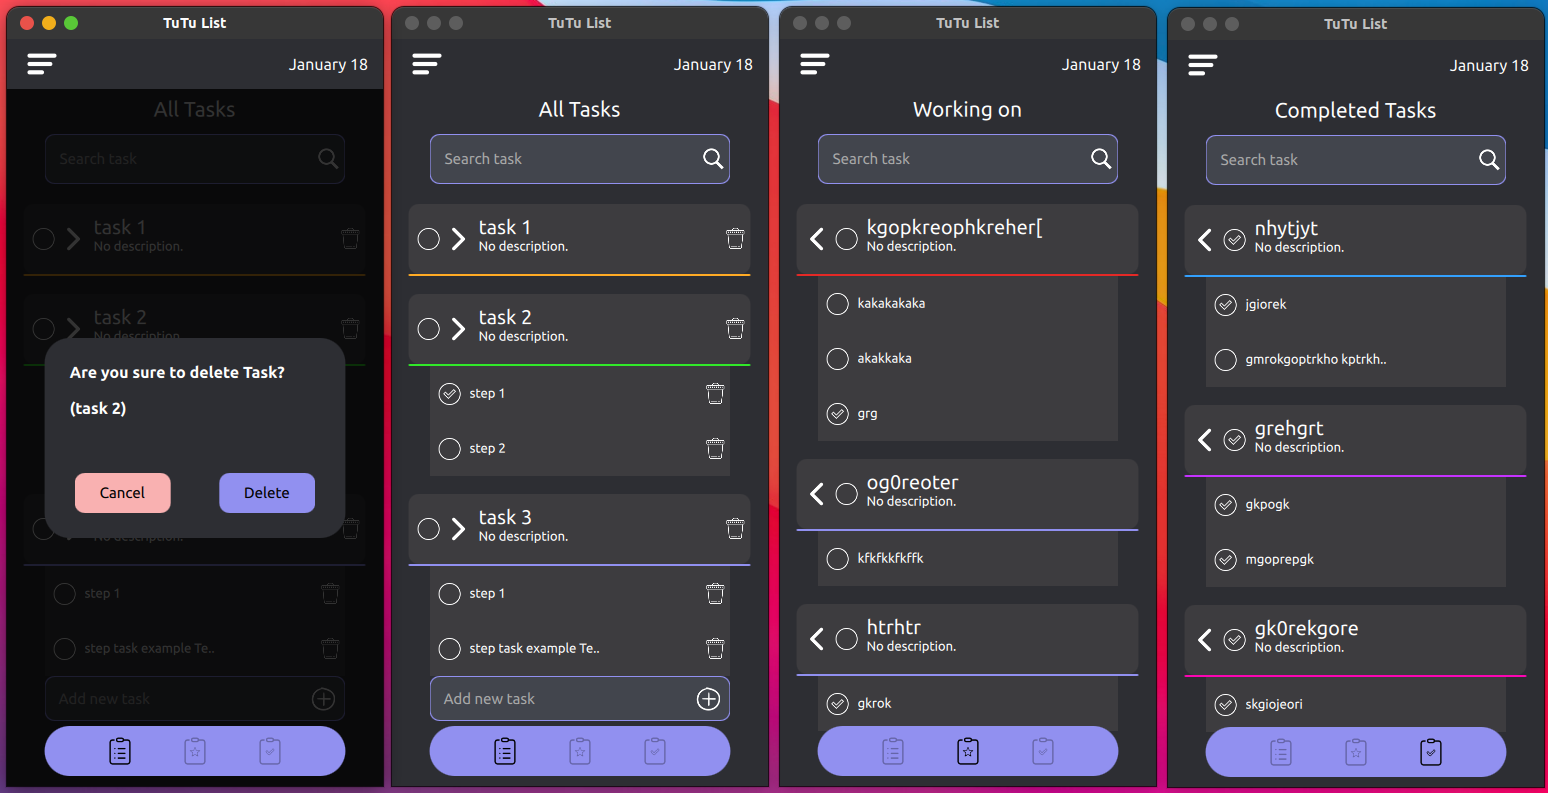 TuTu List
January 18
All Tasks
Search task
task 1
No description.
task 2
No description.
Are you sure to delete Task?
(task 2)
Cancel
Delete
No description.
step 1
step task example Te..
Add new task
TuTu List
January 18
All Tasks
Search task
task 1
No description.
task 2
No description.
step 1
step 2
task 3
No description.
step 1
step task example Te..
Add new task
TuTu List
January 18
Working on
Search task
kgopkreophkreher[
No description.
kakakakaka
akakkaka
grg
og0reoter
No description.
kfkfkkfkffk
htrhtr
No description.
gkrok
TuTu List
January 18
Completed Tasks
Search task
nhytjyt
No description.
jgiorek
gmrokgoptrkho kptrkh..
grehgrt
No description.
gkpogk
mgoprepgk
gk0rekgore
No description.
skgiojeori